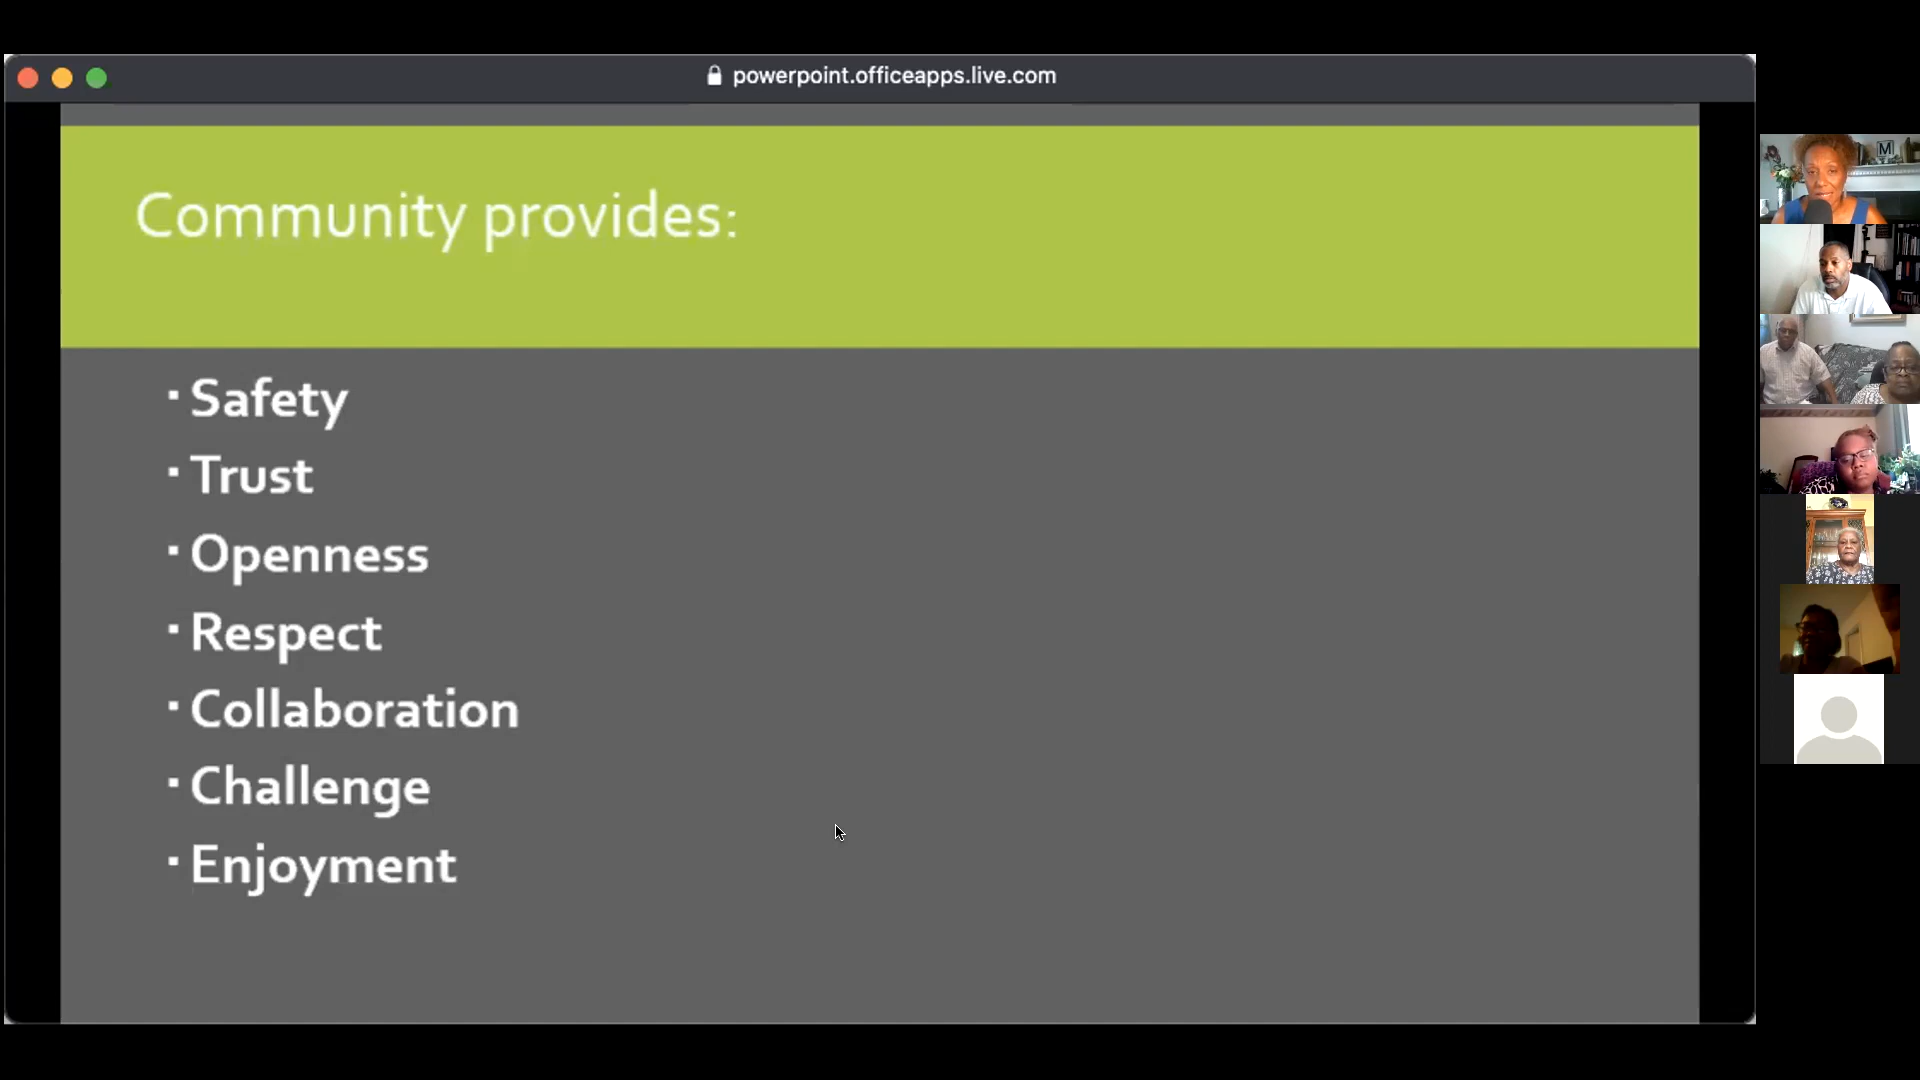 powerpoint.officeapps.live.com
Community provides:
▪ Safety
▪ Trust
▪ Openness
▪ Respect
▪ Collaboration
▪ Challenge
▪ Enjoyment
M